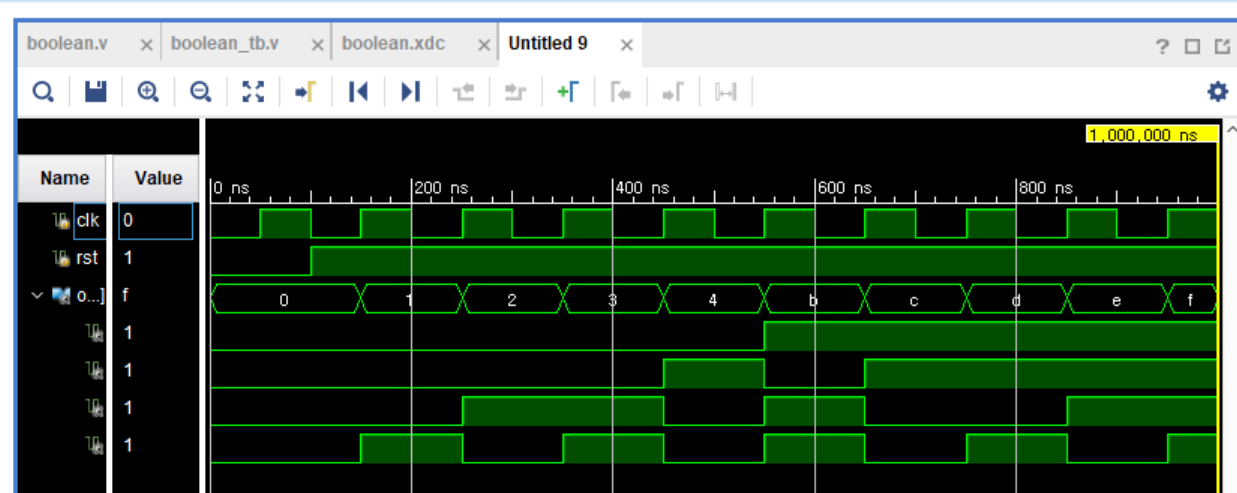 boolean.v × boolean_tb.v × boolean.xdc × Untitled 9 × ?
1,000,000 ns
Name Value 0 ns 200 ns 400 ns 600 ns 800 ns
clk 0
rst 1
o...] f 0 1 2 3 4 b c d e f
1
1
1
1